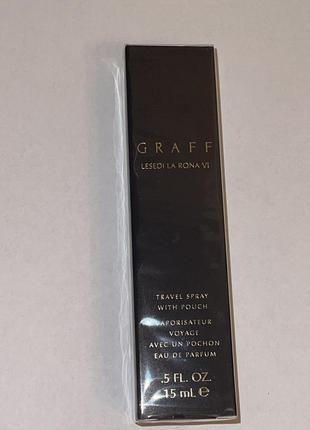 GRAFF
LESEDI LA RONA VI
TRAVEL SPRAY
WITH POUCH
VAPORISATEUR
VOYAGE
AVEC UN POCHON
EAU DE PARFUM
.5 FL. OZ.
15 mL ℮